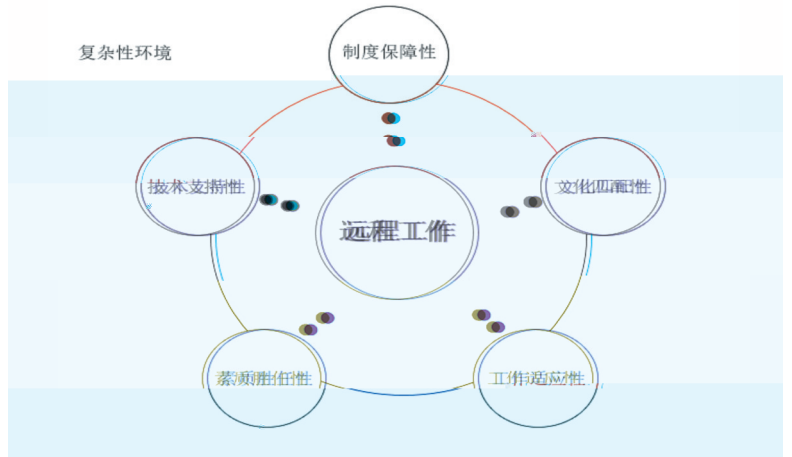 复杂性环境
制度保障性
技术支持性
文化匹配性
远程工作
素质胜任性
工作适应性